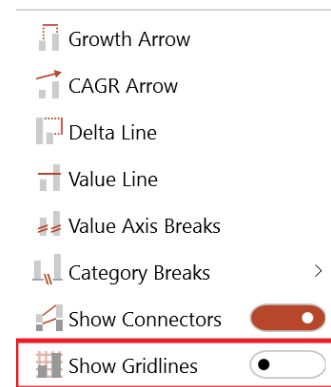 Growth Arrow
CAGR Arrow
Delta Line
Value Line
Value Axis Breaks
Category Breaks
Show Connectors
Show Gridlines